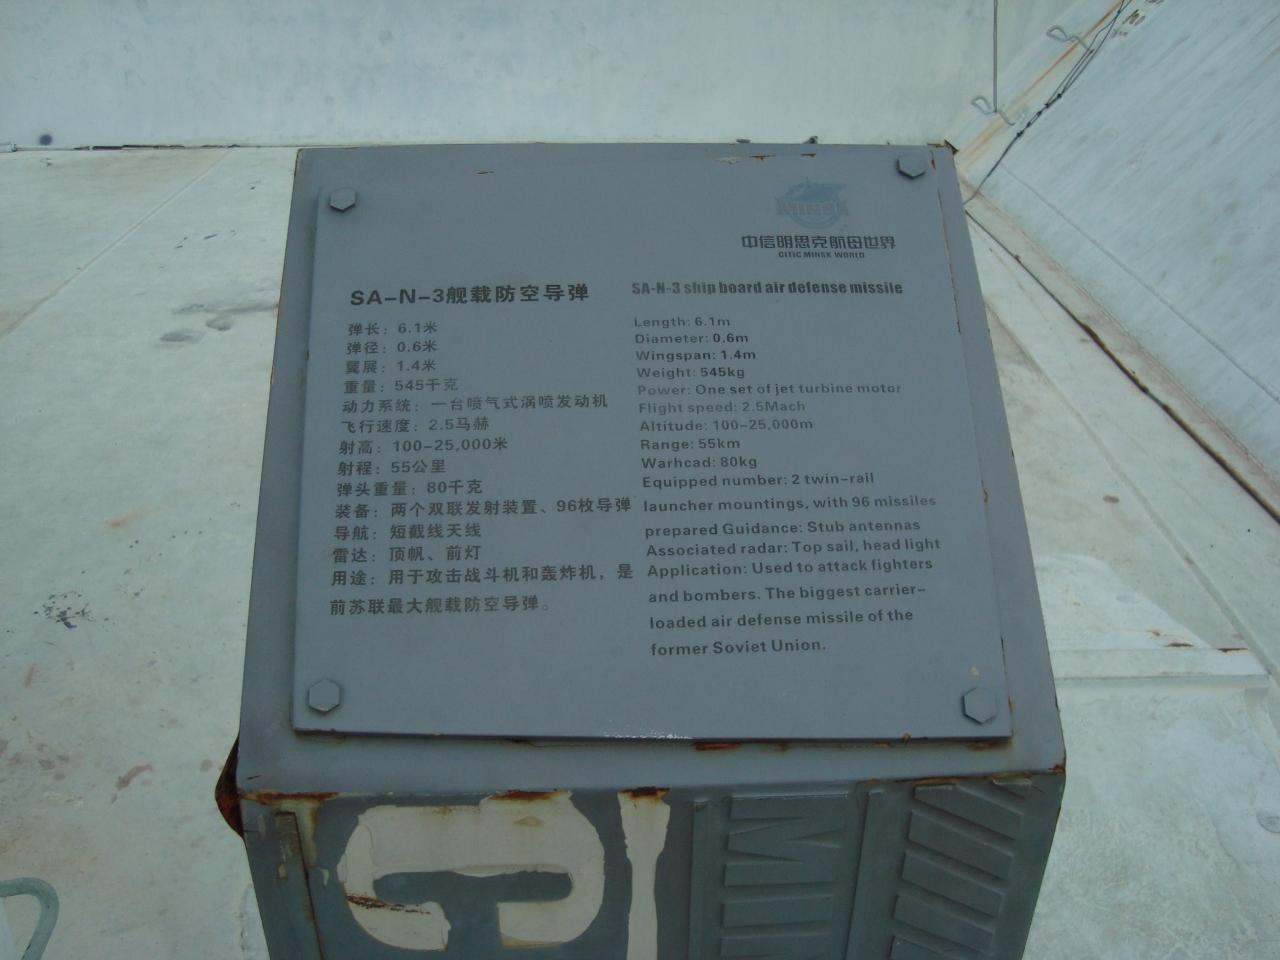 MINSK
中信明思克航母世界
CITIC MINSK WORLD
SA-N-3舰载防空导弹
弹长：6.1米
弹径：0.6米
翼展：1.4米
重量：545千克
动力系统：一台喷气式涡喷发动机
飞行速度：2.5马赫
射高：100-25,000米
射程：55公里
弹头重量：80千克
装备：两个双联发射装置、96枚导弹
导航：短截线天线
雷达：顶帆、前灯
用途：用于攻击战斗机和轰炸机，是
前苏联最大舰载防空导弹。
SA-N-3 ship board air defense missile
Length: 6.1m
Diameter: 0.6m
Wingspan: 1.4m
Weight: 545kg
Power: One set of jet turbine motor
Flight speed: 2.5Mach
Altitude: 100-25,000m
Range: 55km
Warhcad: 80kg
Equipped number: 2 twin-rail
launcher mountings, with 96 missiles
prepared Guidance: Stub antennas
Associated radar: Top sail, head light
Application: Used to attack fighters
and bombers. The biggest carrier-
loaded air defense missile of the
former Soviet Union.